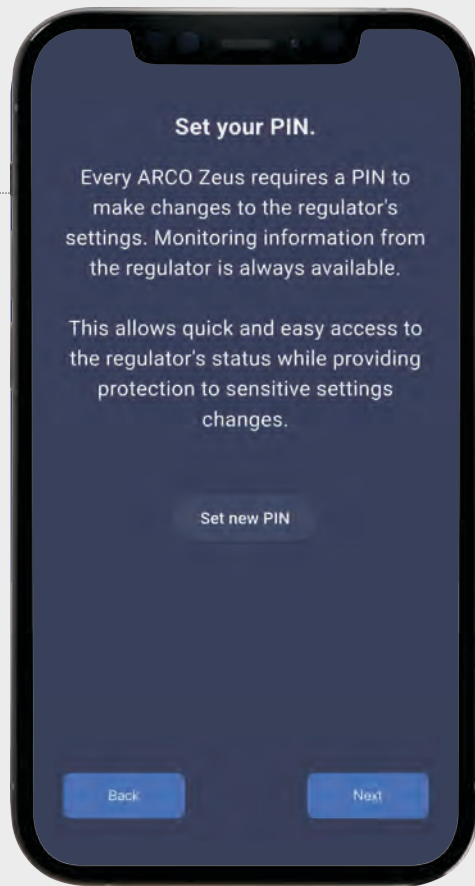 Set your PIN.
Every ARCO Zeus requires a PIN to
make changes to the regulator's
settings. Monitoring information from
the regulator is always available.
This allows quick and easy access to
the regulator's status while providing
protection to sensitive settings
changes.
Set new PIN
Back
Next